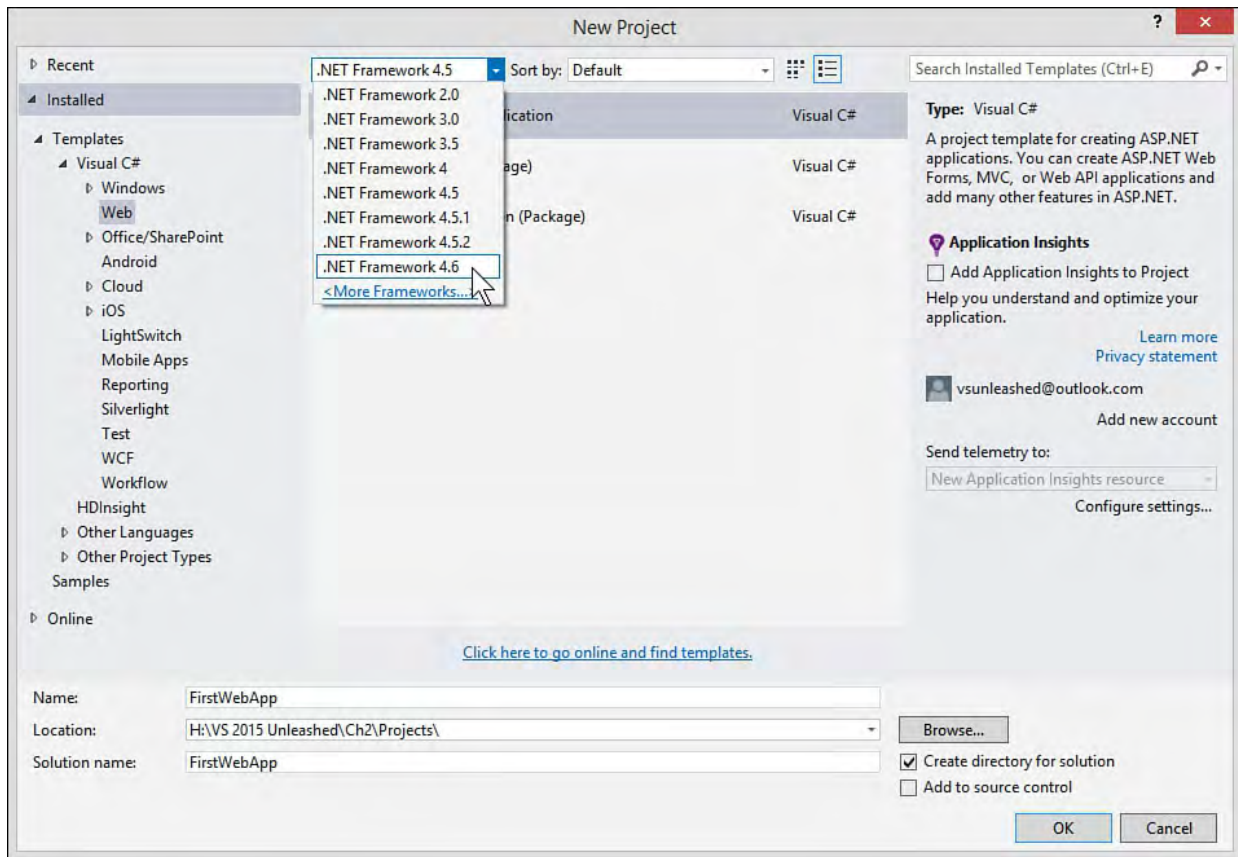 New Project
?
Recent
Installed
Templates
Visual C#
Windows
Web
Office/SharePoint
Android
Cloud
iOS
LightSwitch
Mobile Apps
Reporting
Silverlight
Test
WCF
Workflow
HDInsight
Other Languages
Other Project Types
Samples
Online
.NET Framework 4.5
Sort by: Default
.NET Framework 2.0
.NET Framework 3.0
.NET Framework 3.5
.NET Framework 4
.NET Framework 4.5
.NET Framework 4.5.1
.NET Framework 4.5.2
.NET Framework 4.6
<More Frameworks...
Visual C#
Visual C#
n (Package) Visual C#
Click here to go online and find templates.
Search Installed Templates (Ctrl+E)
Type: Visual C#
A project template for creating ASP.NET
applications. You can create ASP.NET Web
Forms, MVC, or Web API applications and
add many other features in ASP.NET.
Application Insights
Add Application Insights to Project
Help you understand and optimize your
application.
Learn more
Privacy statement
vsunleashed@outlook.com
Add new account
Send telemetry to:
New Application Insights resource
Configure settings...
Name: FirstWebApp
Location: H:\VS 2015 Unleashed\Ch2\Projects\
Browse...
Solution name: FirstWebApp
Create directory for solution
Add to source control
OK Cancel